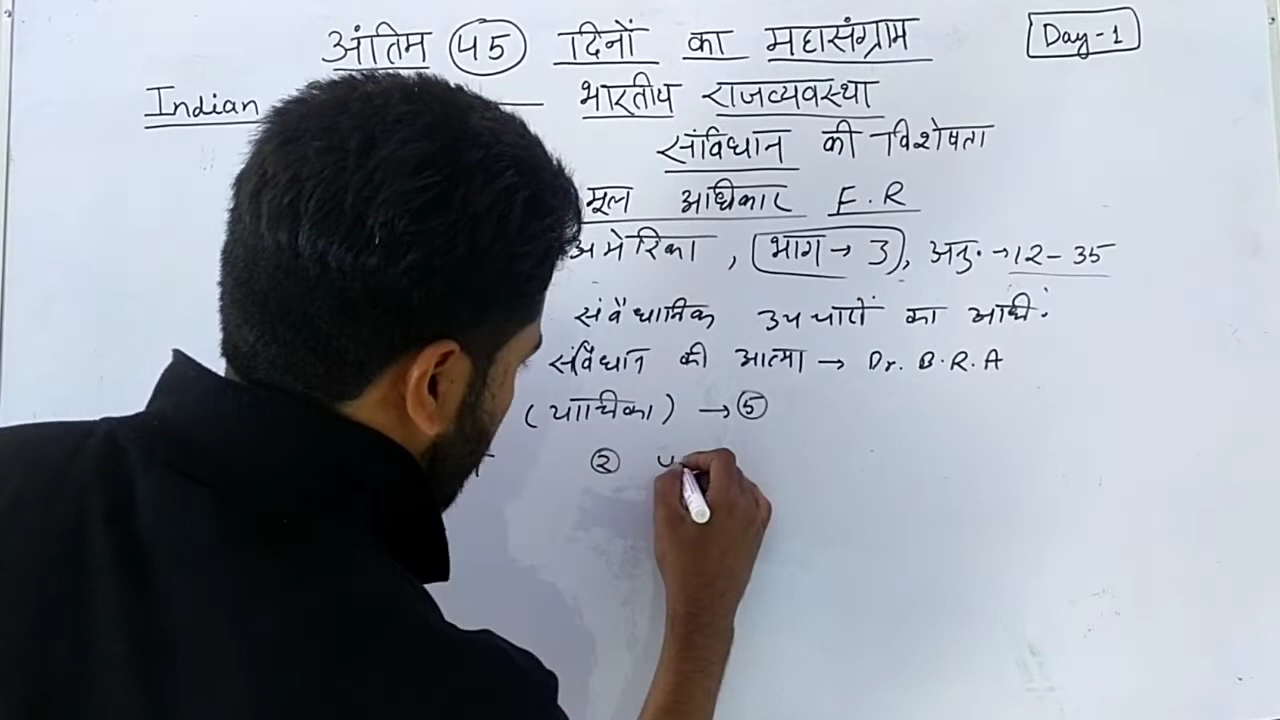 अंतिम 45 दिनों का महासंग्राम
Day-1
Indian भारतीय राजव्यवस्था
संविधान की विशेषता
मूल अधिकार F.R
अमेरिका, भाग → 3, अनु. → 12-35
संवैधानिक उपचारों का अधि.
संविधान की आत्मा → Dr. B.R.A
(याचिका) → 5
2